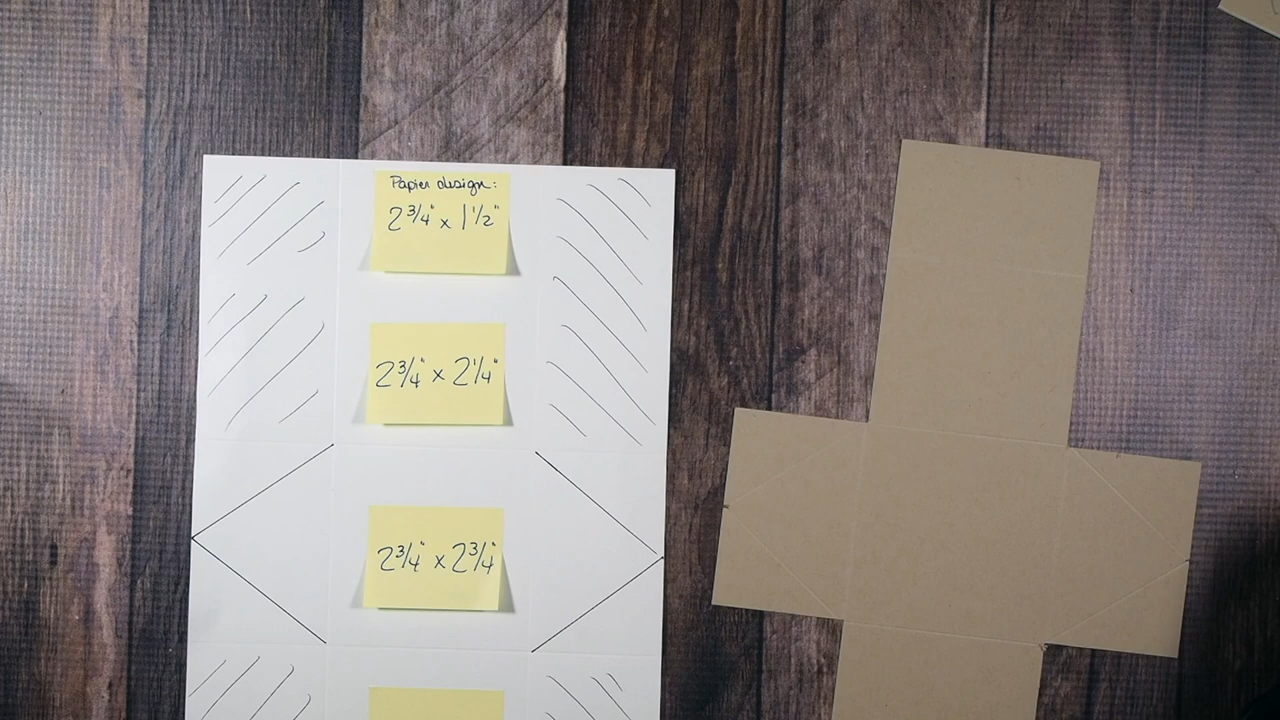 Papier design:
2 3/4" x 1 1/2"
2 3/4" x 2 1/4"
2 3/4" x 2 3/4"